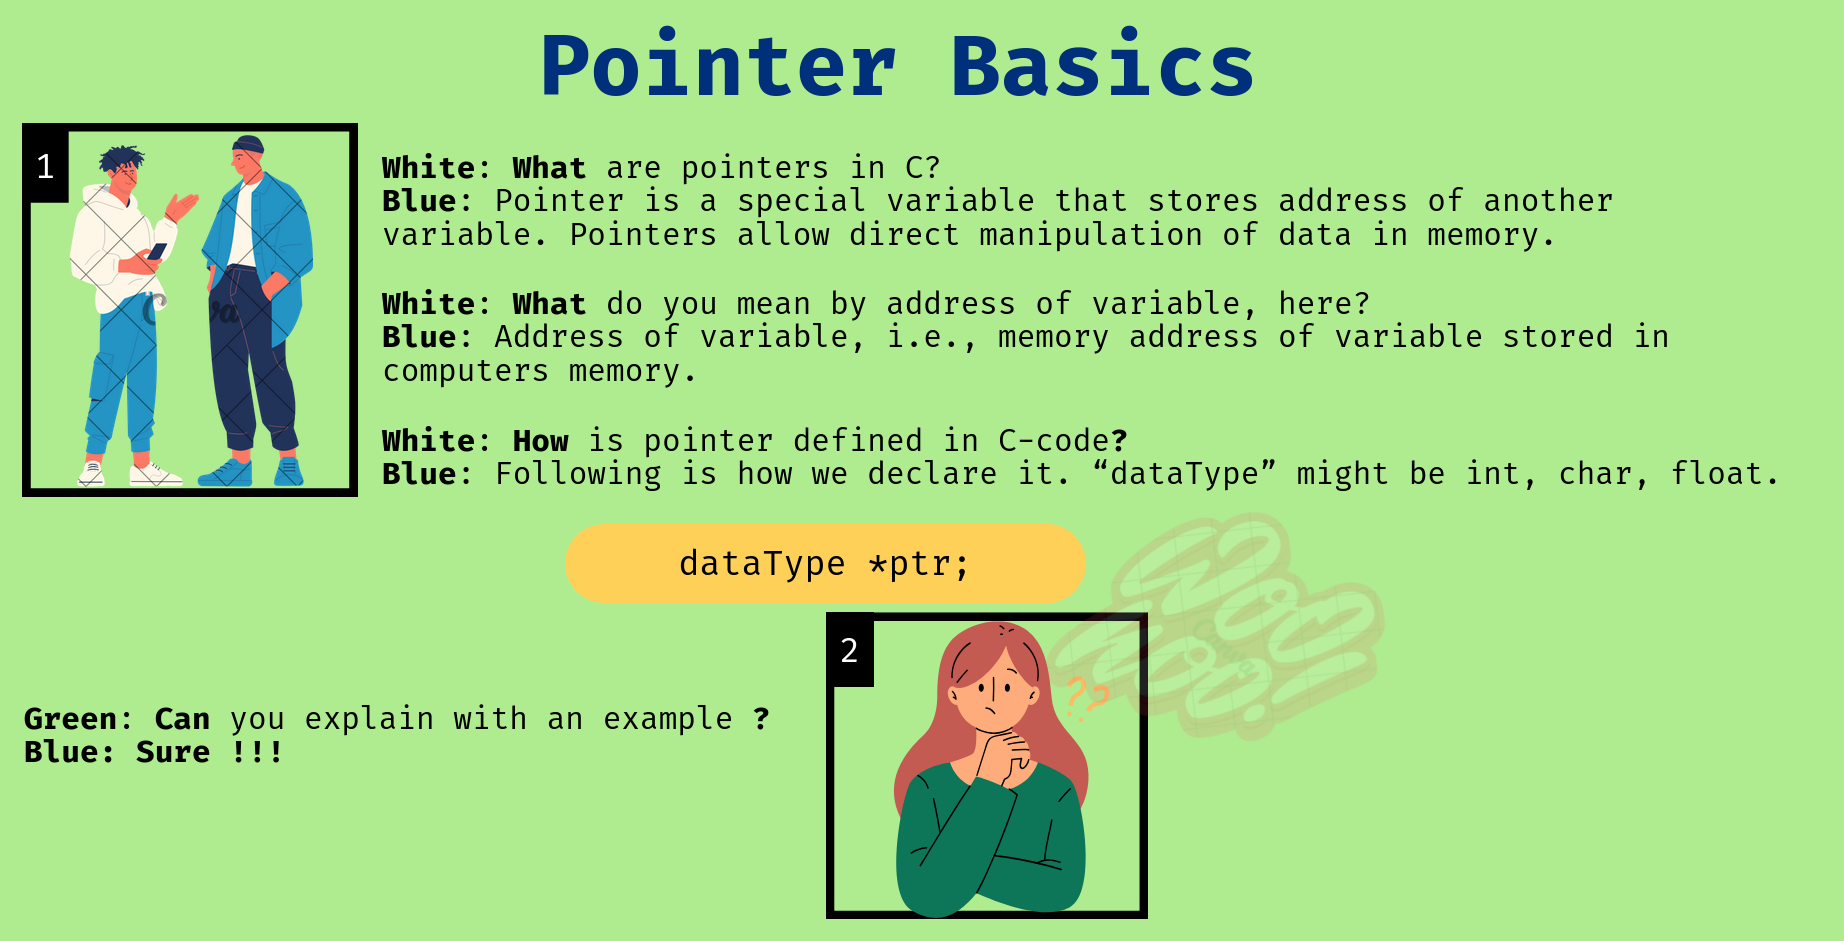 Pointer Basics
1
White: What are pointers in C?
Blue: Pointer is a special variable that stores address of another
variable. Pointers allow direct manipulation of data in memory.
White: What do you mean by address of variable, here?
Blue: Address of variable, i.e., memory address of variable stored in
computers memory.
White: How is pointer defined in C-code?
Blue: Following is how we declare it. “dataType” might be int, char, float.
dataType *ptr;
2
??
Green: Can you explain with an example ?
Blue: Sure !!!